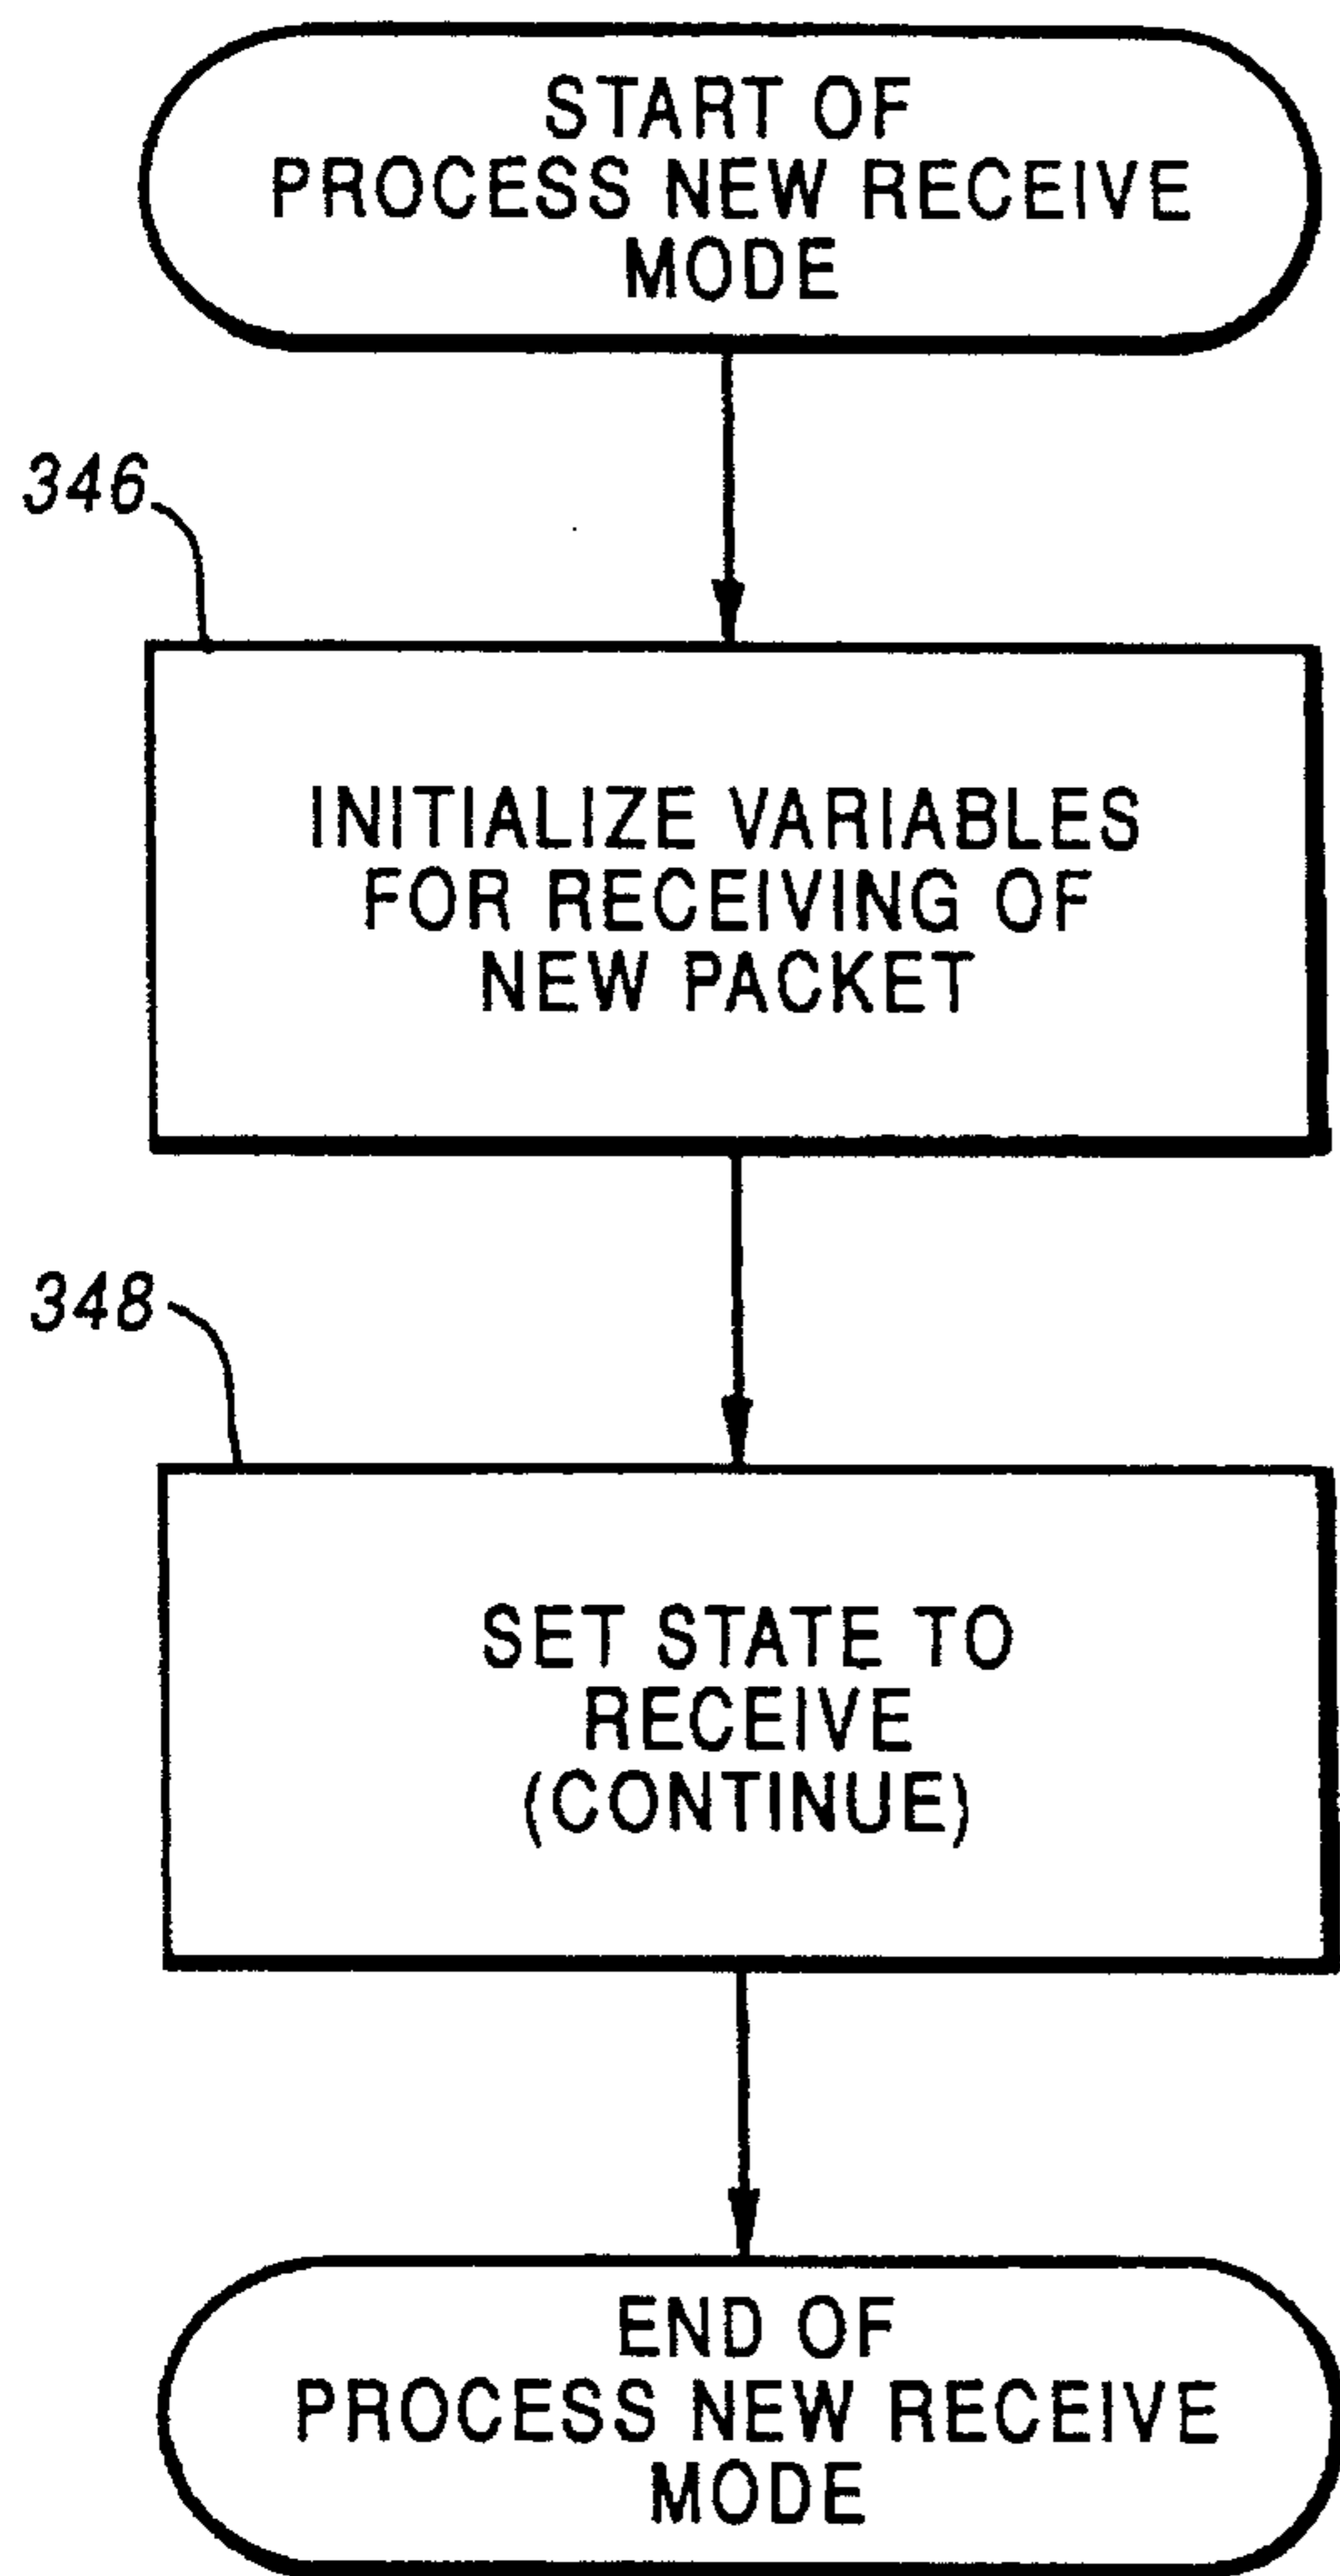 START OF
PROCESS NEW RECEIVE
MODE
346
INITIALIZE VARIABLES
FOR RECEIVING OF
NEW PACKET
348
SET STATE TO
RECEIVE
(CONTINUE)
END OF
PROCESS NEW RECEIVE
MODE